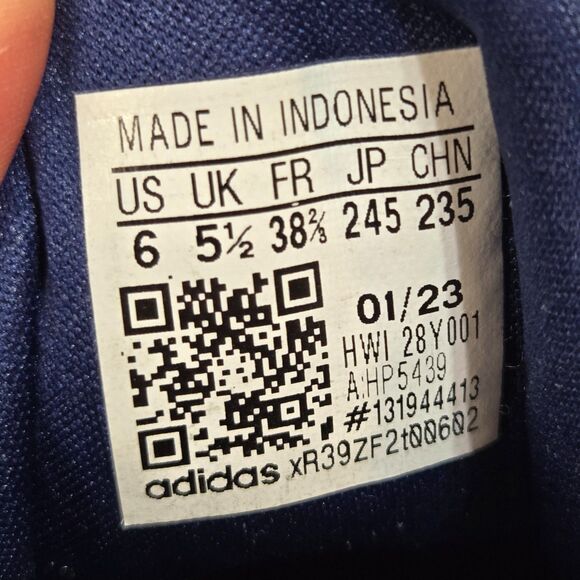 MADE IN INDONESIA
US UK FR JP CHN
6 5½ 38⅔ 245 235
01/23
HWI 28Y001
A:HP5439
#131944413
adidas xR39ZF2t00602